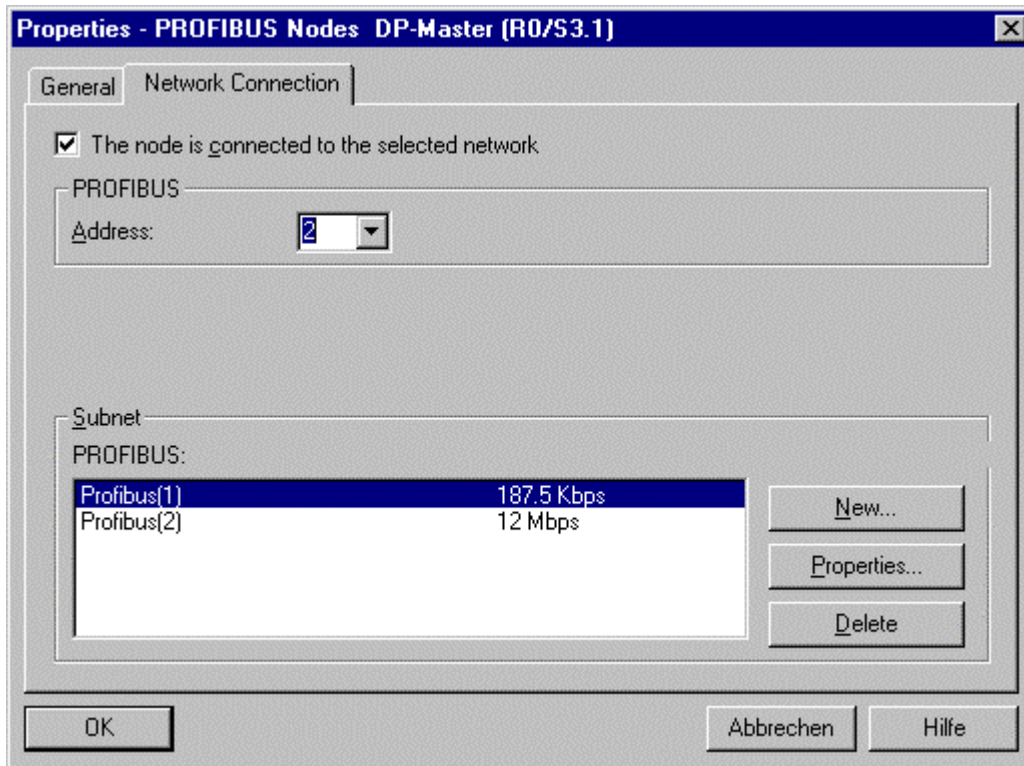 Properties - PROFIBUS Nodes  DP-Master (R0/S3.1)
General
Network Connection
The node is connected to the selected network
PROFIBUS
Address:
2
Subnet
PROFIBUS:
Profibus(1) 187.5 Kbps
Profibus(2) 12 Mbps
New...
Properties...
Delete
OK
Abbrechen
Hilfe